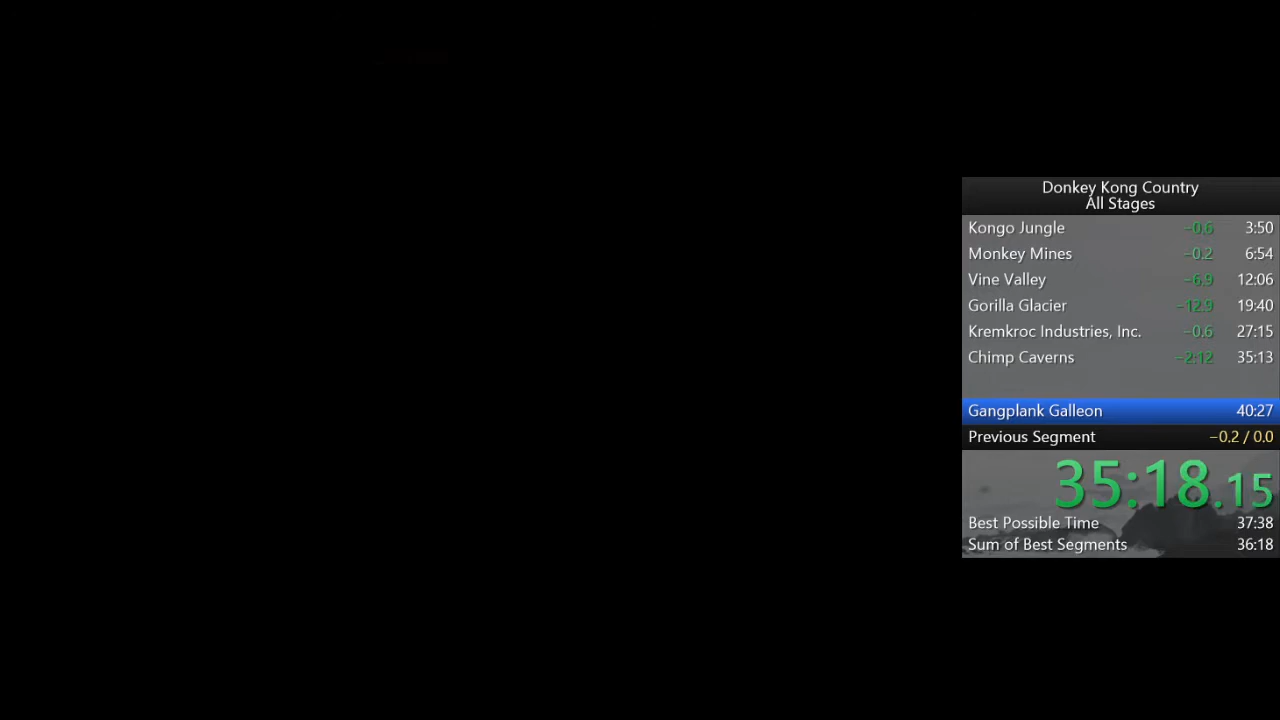 Donkey Kong Country
All Stages
Kongo Jungle −0.6 3:50
Monkey Mines −0.2 6:54
Vine Valley −6.9 12:06
Gorilla Glacier −12.9 19:40
Kremkroc Industries, Inc. −0.6 27:15
Chimp Caverns −2:12 35:13
Gangplank Galleon 40:27
Previous Segment −0.2 / 0.0
35:18.15
Best Possible Time 37:38
Sum of Best Segments 36:18